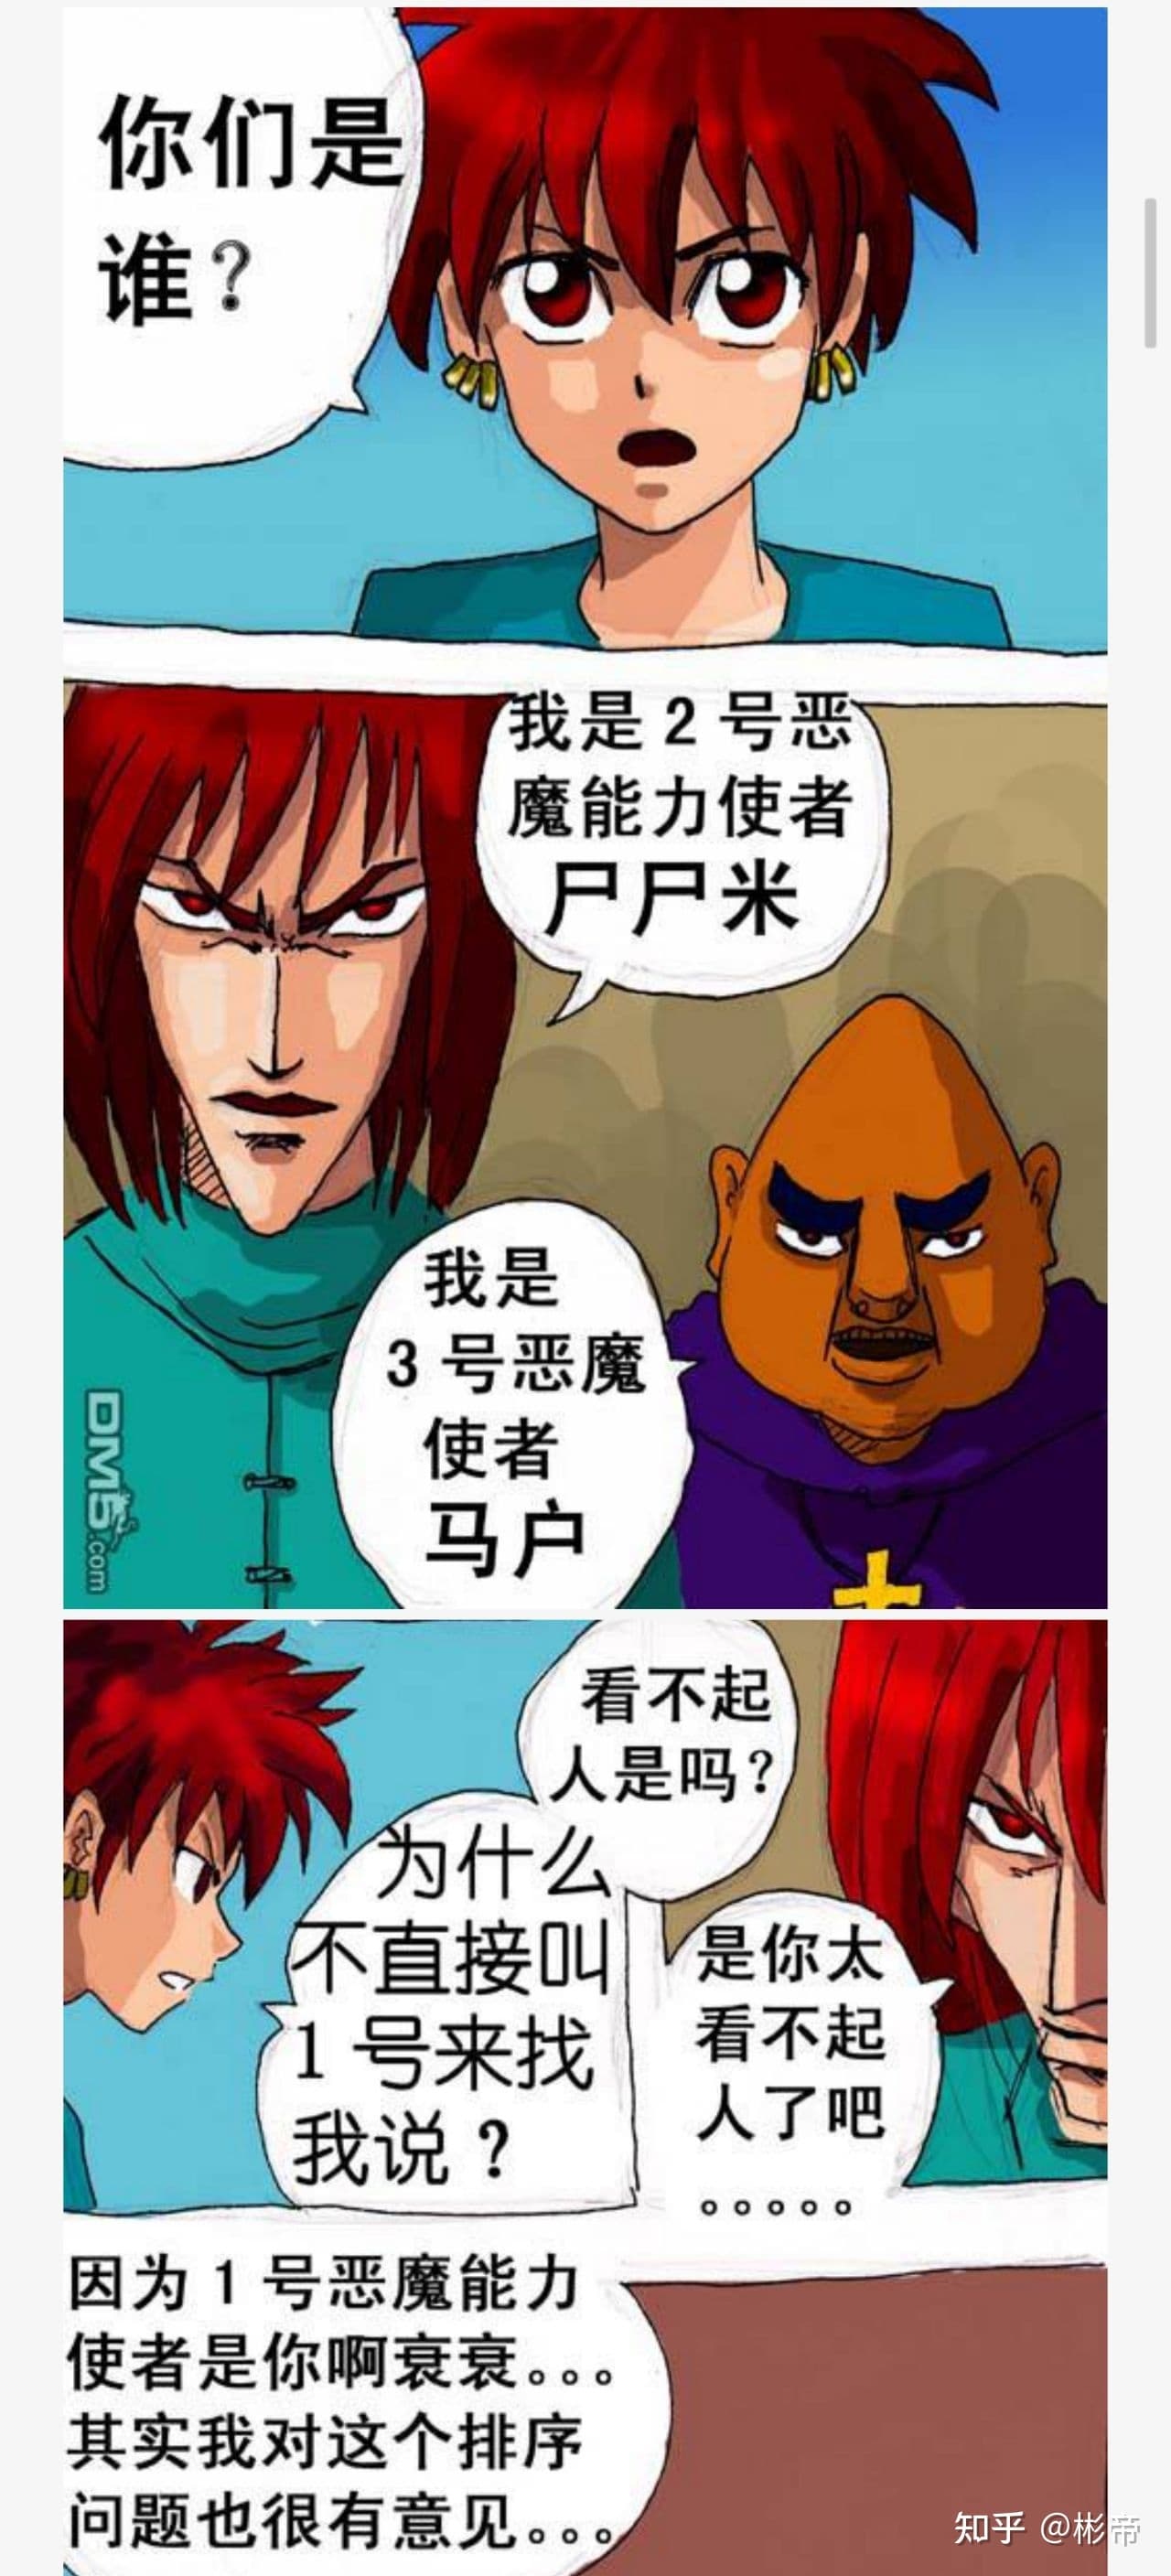 你们是
谁？
我是2号恶
魔能力使者
尸尸米
我是
3号恶魔
使者
马户
DM5.com
看不起
人是吗？
为什么
不直接叫
1号来找
我说？
是你太
看不起
人了吧
。。。。。
因为1号恶魔能力
使者是你啊衰衰。。。
其实我对这个排序
问题也很有意见。。。
知乎 @彬帝